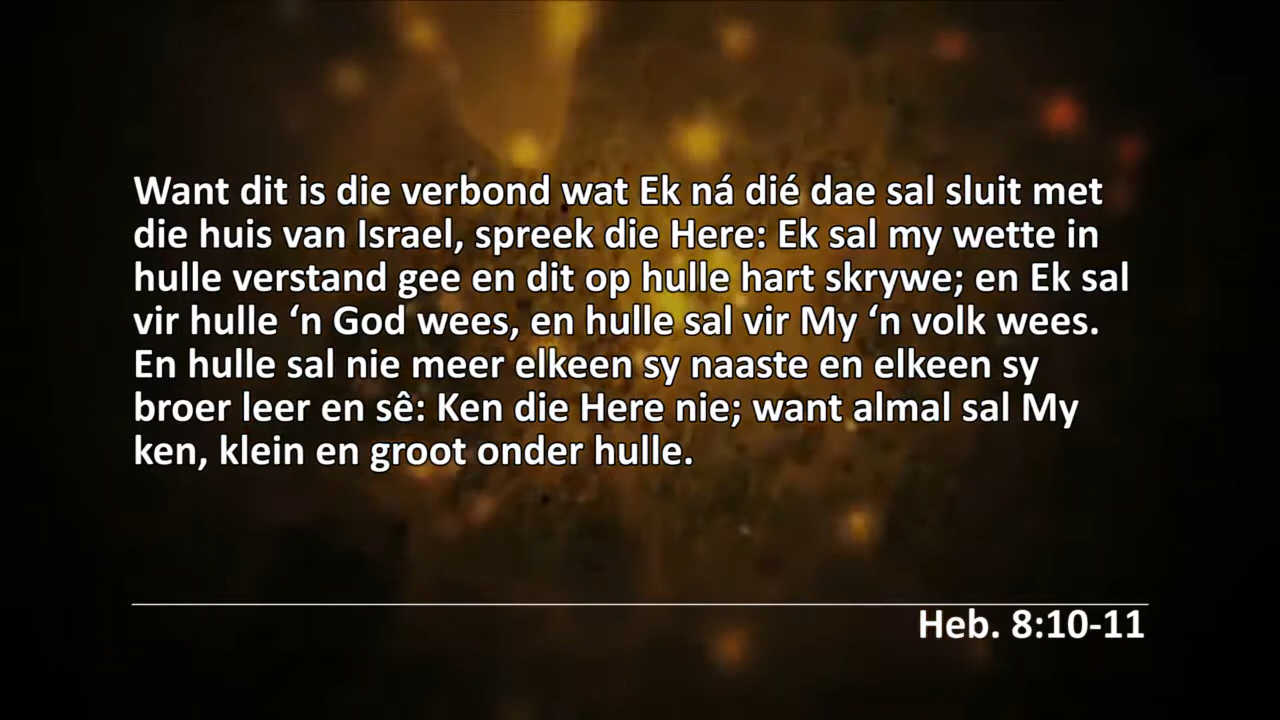 Want dit is die verbond wat Ek ná dié dae sal sluit met
die huis van Israel, spreek die Here: Ek sal my wette in
hulle verstand gee en dit op hulle hart skrywe; en Ek sal
vir hulle ‘n God wees, en hulle sal vir My ‘n volk wees.
En hulle sal nie meer elkeen sy naaste en elkeen sy
broer leer en sê: Ken die Here nie; want almal sal My
ken, klein en groot onder hulle.
Heb. 8:10-11